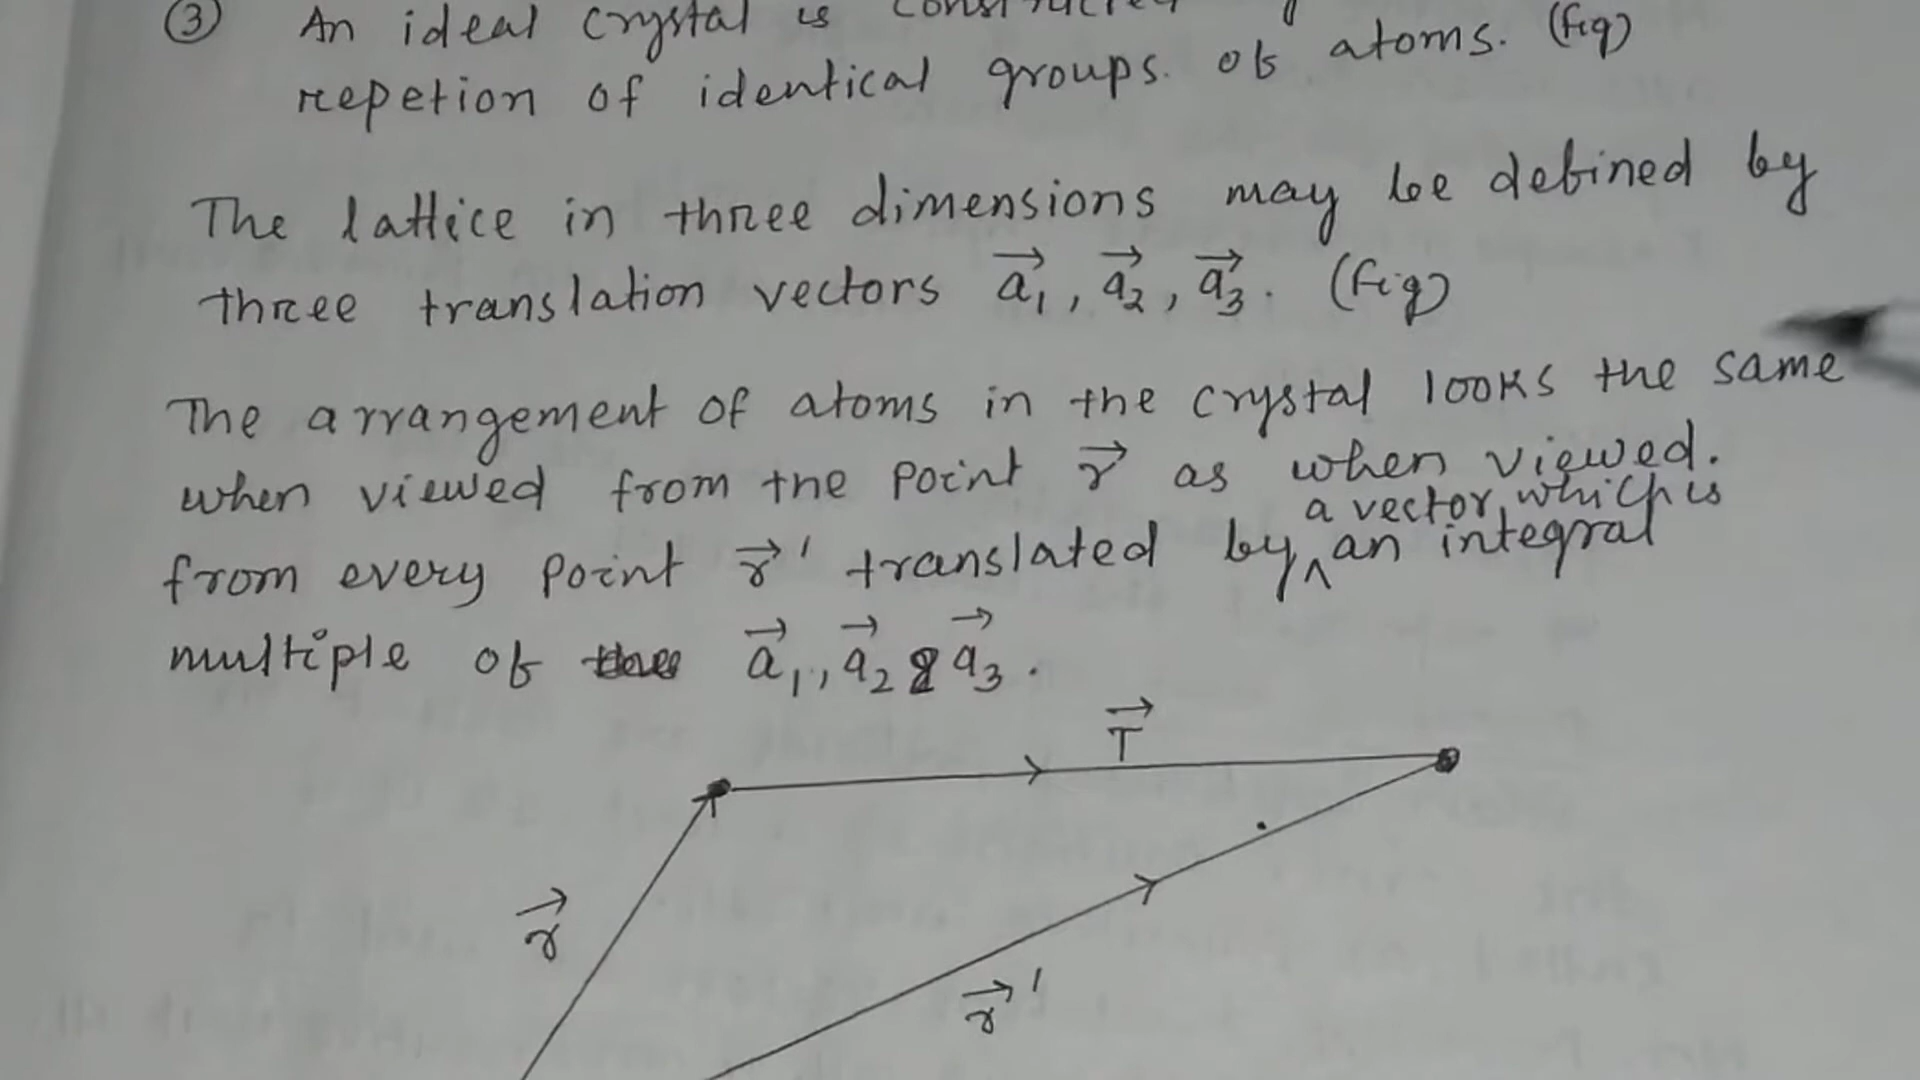 ③ An ideal crystal is constructed
repetion of identical groups. of atoms. (fig)
The lattice in three dimensions may be defined by
three translation vectors a⃗₁, a⃗₂, a⃗₃. (fig)
The arrangement of atoms in the crystal looks the same
when viewed from the point r⃗ as when viewed.
a vector, which is
from every point r⃗' translated by ^ an integral
multiple of a⃗₁, a⃗₂ & a⃗₃.
T⃗
r⃗
r⃗'